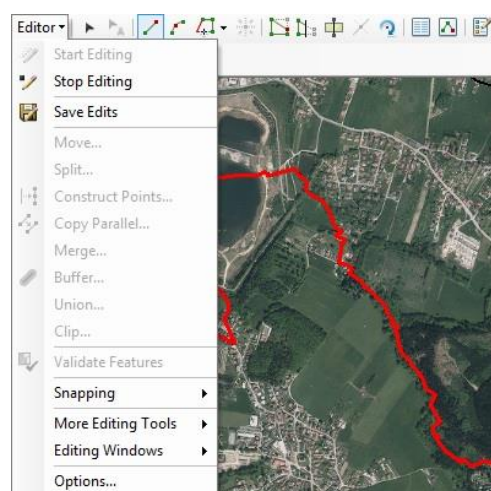 Editor
Start Editing
Stop Editing
Save Edits
Move...
Split...
Construct Points...
Copy Parallel...
Merge...
Buffer...
Union...
Clip...
Validate Features
Snapping
More Editing Tools
Editing Windows
Options...